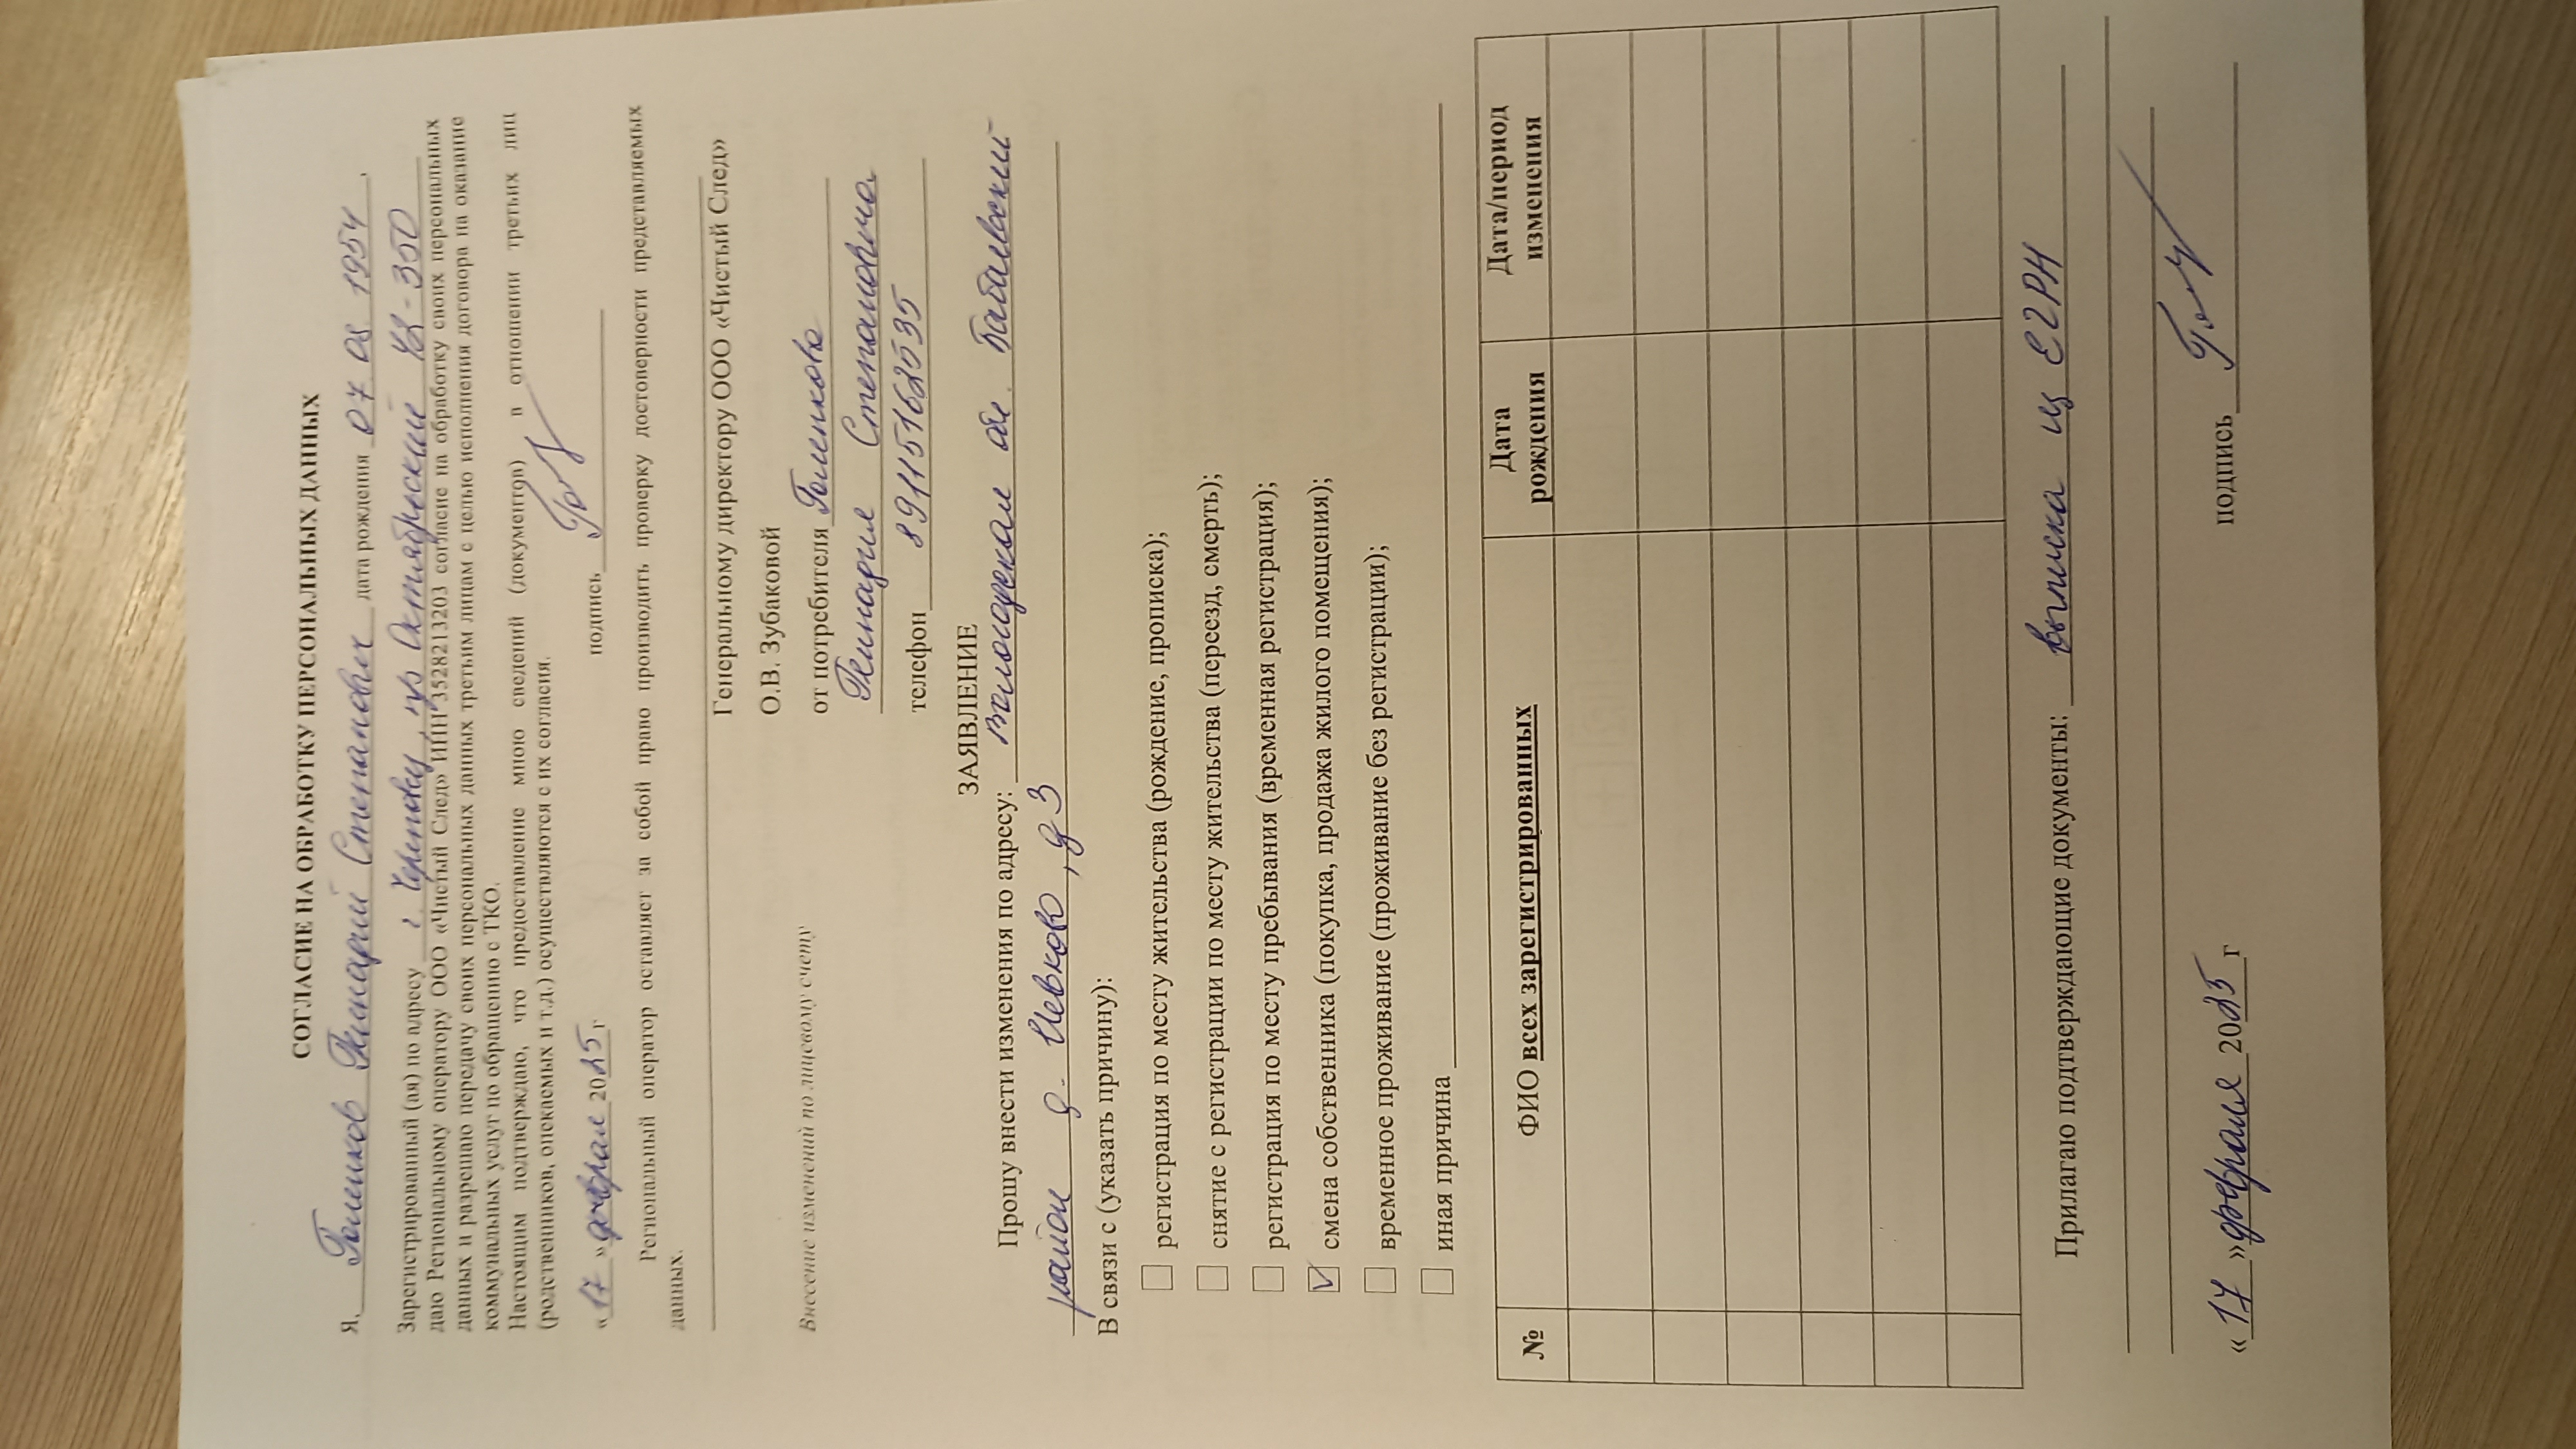 СОГЛАСИЕ НА ОБРАБОТКУ ПЕРСОНАЛЬНЫХ ДАННЫХ
Я, Голиков Геннадий Степанович дата рождения 07 08 1954,
Зарегистрированный (ая) по адресу г. Череповец, пр Октябрьский 48-350
даю Региональному оператору ООО «Чистый След» ИНН 3528213203 согласие на обработку своих персональных
данных и разрешаю передачу своих персональных данных третьим лицам с целью исполнения договора на оказание
коммунальных услуг по обращению с ТКО.
Настоящим подтверждаю, что предоставление мною сведений (документов) в отношении третьих лиц
(родственников, опекаемых и т.д.) осуществляются с их согласия.
«17» февраля 2025 г. подпись
Региональный оператор оставляет за собой право производить проверку достоверности представляемых
данных.
Генеральному директору ООО «Чистый След»
О.В. Зубаковой
Внесение изменений по лицевому счету
от потребителя Голикова
Геннадия Степановича
телефон 89115162535
ЗАЯВЛЕНИЕ
Прошу внести изменения по адресу: Вологодская об. Бабаевский
район д. Ивково, д 3
В связи с (указать причину):
регистрация по месту жительства (рождение, прописка);
снятие с регистрации по месту жительства (переезд, смерть);
регистрация по месту пребывания (временная регистрация);
V смена собственника (покупка, продажа жилого помещения);
временное проживание (проживание без регистрации);
иная причина
№ ФИО всех зарегистрированных Дата рождения Дата/период изменения
Прилагаю подтверждающие документы: выписка из ЕГРН
«17» февраля 2025 г подпись